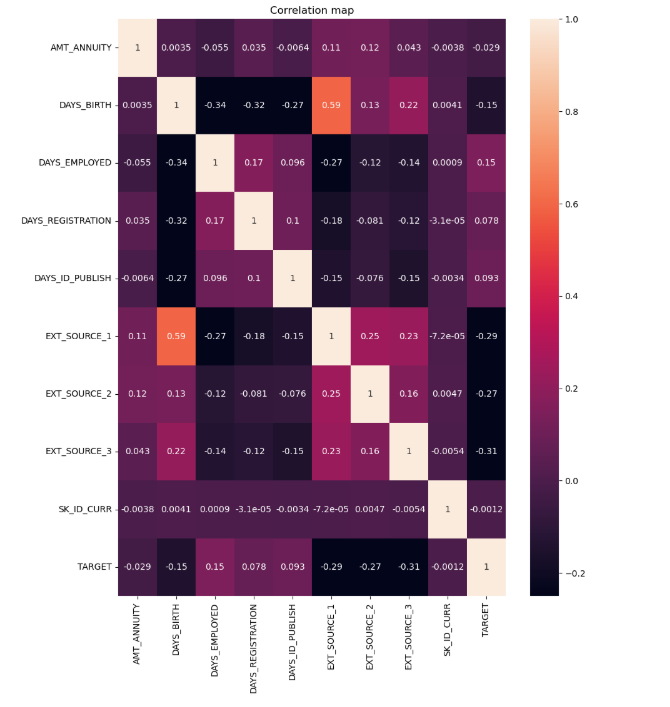 Correlation map
AMT_ANNUITY 1 0.0035 -0.055 0.035 -0.0064 0.11 0.12 0.043 -0.0038 -0.029
DAYS_BIRTH 0.0035 1 -0.34 -0.32 -0.27 0.59 0.13 0.22 0.0041 -0.15
DAYS_EMPLOYED -0.055 -0.34 1 0.17 0.096 -0.27 -0.12 -0.14 0.0009 0.15
DAYS_REGISTRATION 0.035 -0.32 0.17 1 0.1 -0.18 -0.081 -0.12 -3.1e-05 0.078
DAYS_ID_PUBLISH -0.0064 -0.27 0.096 0.1 1 -0.15 -0.076 -0.15 -0.0034 0.093
EXT_SOURCE_1 0.11 0.59 -0.27 -0.18 -0.15 1 0.25 0.23 -7.2e-05 -0.29
EXT_SOURCE_2 0.12 0.13 -0.12 -0.081 -0.076 0.25 1 0.16 0.0047 -0.27
EXT_SOURCE_3 0.043 0.22 -0.14 -0.12 -0.15 0.23 0.16 1 -0.0054 -0.31
SK_ID_CURR -0.0038 0.0041 0.0009 -3.1e-05 -0.0034 -7.2e-05 0.0047 -0.0054 1 -0.0012
TARGET -0.029 -0.15 0.15 0.078 0.093 -0.29 -0.27 -0.31 -0.0012 1
AMT_ANNUITY
DAYS_BIRTH
DAYS_EMPLOYED
DAYS_REGISTRATION
DAYS_ID_PUBLISH
EXT_SOURCE_1
EXT_SOURCE_2
EXT_SOURCE_3
SK_ID_CURR
TARGET
1.0
0.8
0.6
0.4
0.2
0.0
−0.2